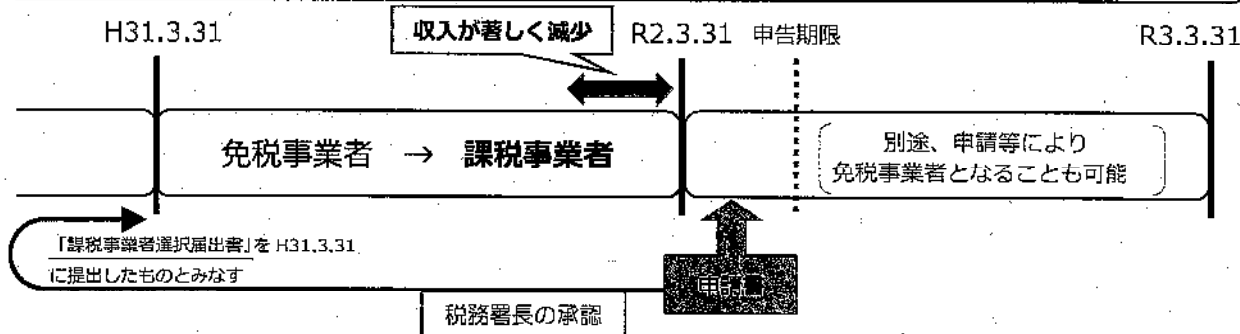 H31.3.31
収入が著しく減少
R2.3.31
申告期限
R3.3.31
免税事業者 → 課税事業者
別途、申請等により
免税事業者となることも可能
「課税事業者選択届出書」を H31.3.31
に提出したものとみなす
申請書
税務署長の承認